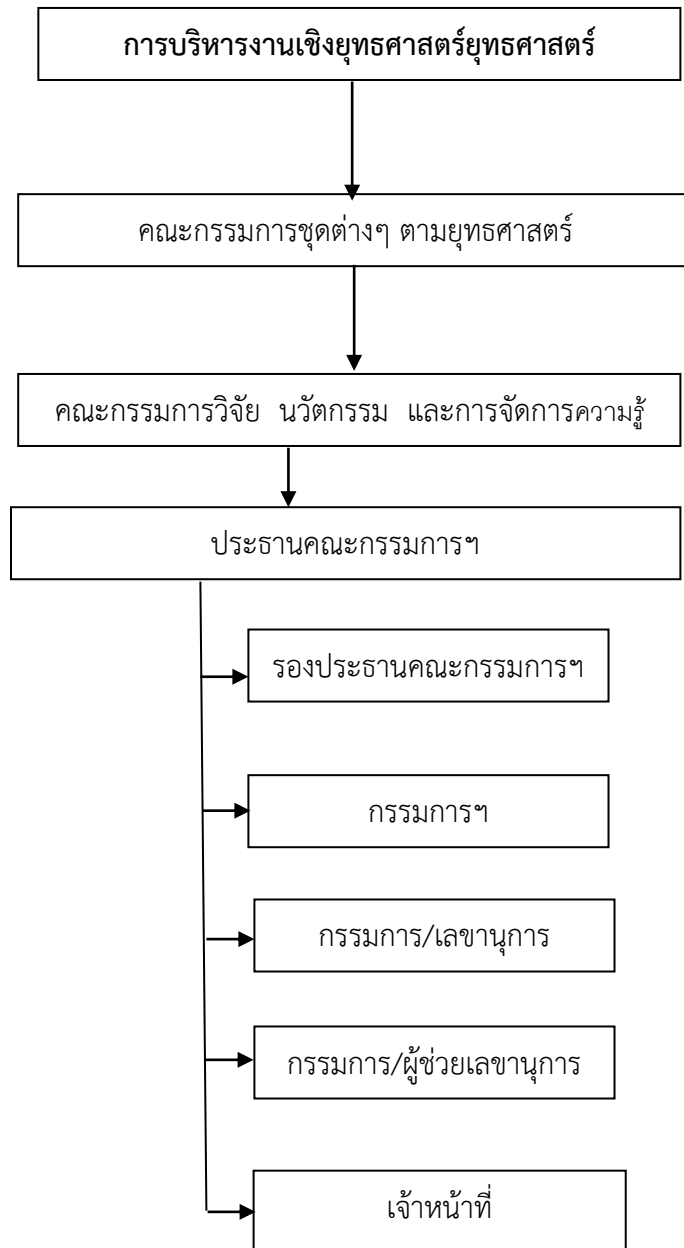 การบริหารงานเชิงยุทธศาสตร์ยุทธศาสตร์
คณะกรรมการชุดต่างๆ ตามยุทธศาสตร์
คณะกรรมการวิจัย นวัตกรรม และการจัดการความรู้
ประธานคณะกรรมการฯ
รองประธานคณะกรรมการฯ
กรรมการฯ
กรรมการ/เลขานุการ
กรรมการ/ผู้ช่วยเลขานุการ
เจ้าหน้าที่